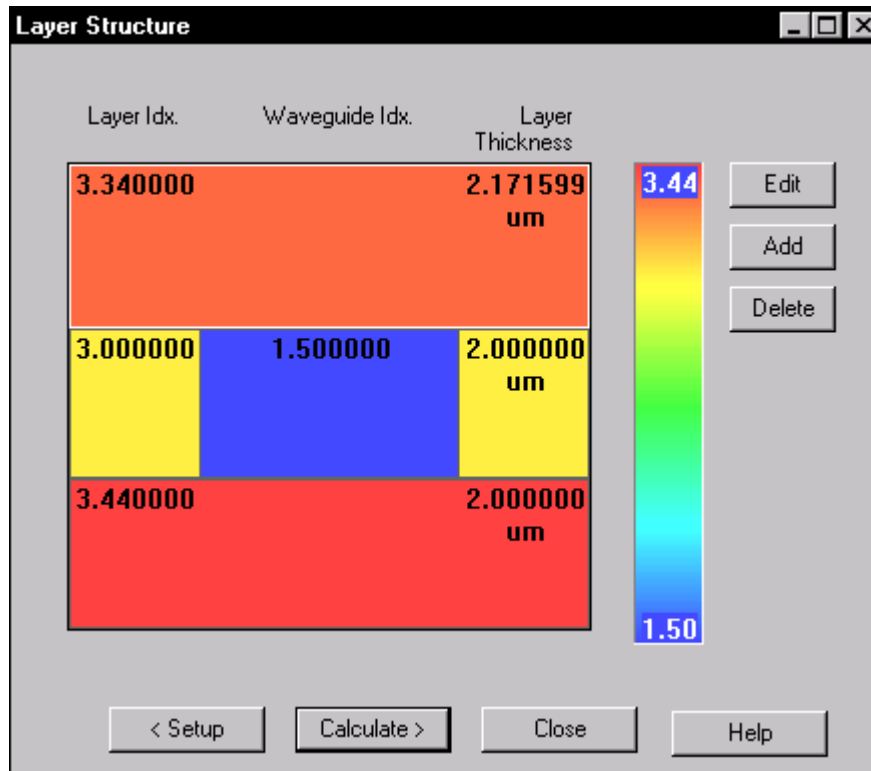 Layer Structure
Layer Idx. Waveguide Idx. Layer
Thickness
3.340000 2.171599
um
3.44
Edit
Add
Delete
3.000000 1.500000 2.000000
um
3.440000 2.000000
um
1.50
< Setup Calculate > Close Help